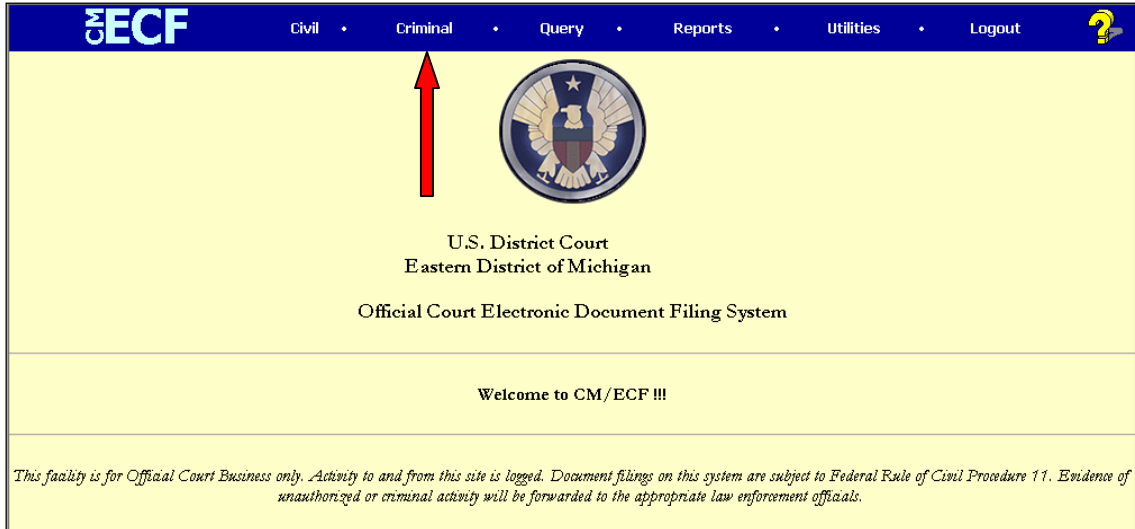 CM ECF Civil • Criminal • Query • Reports • Utilities • Logout ?
U.S. District Court
Eastern District of Michigan
Official Court Electronic Document Filing System
Welcome to CM/ECF !!!
This facility is for Official Court Business only. Activity to and from this site is logged. Document filings on this system are subject to Federal Rule of Civil Procedure 11. Evidence of
unauthorized or criminal activity will be forwarded to the appropriate law enforcement officials.